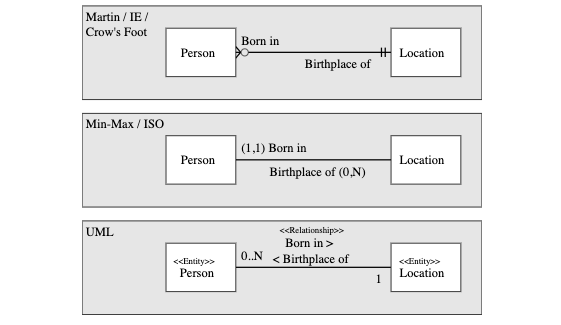 Martin / IE /
Crow's Foot
Person
Born in
Birthplace of
Location
Min-Max / ISO
Person
(1,1) Born in
Birthplace of (0,N)
Location
UML
<<Entity>>
Person
0..N
<<Relationship>>
Born in >
< Birthplace of
1
<<Entity>>
Location